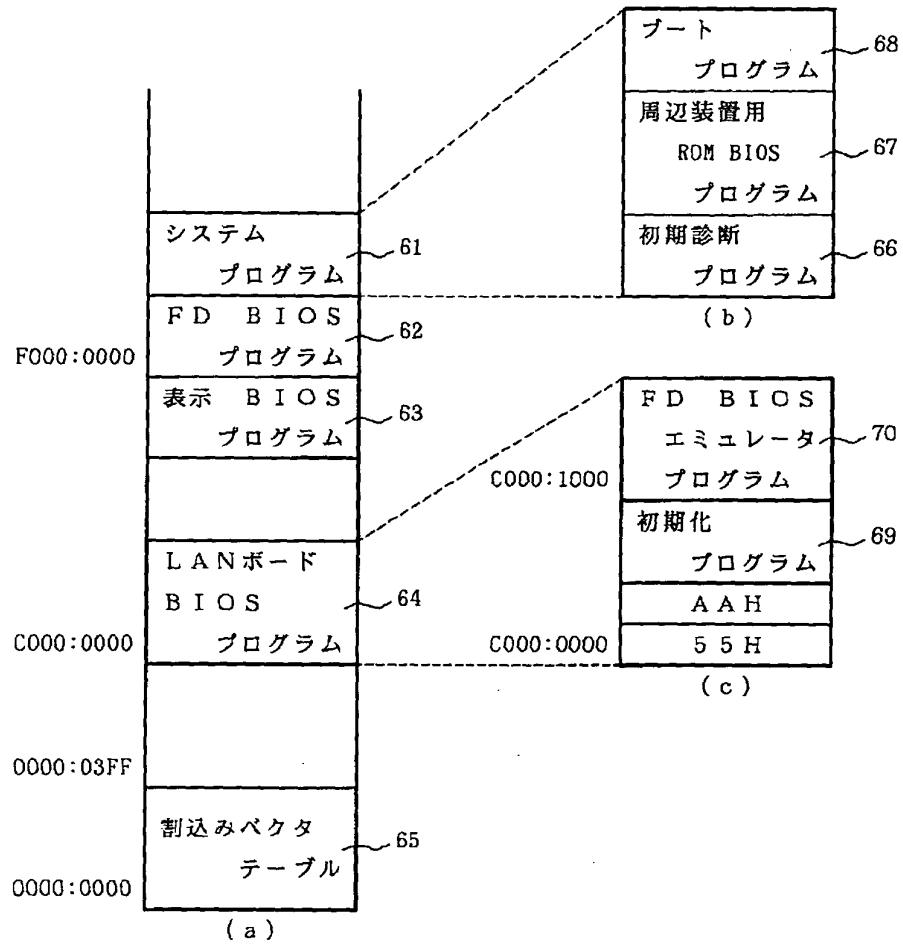 システム
プログラム
61
FD BIOS
プログラム
62
F000:0000
表示 BIOS
プログラム
63
LANボード
BIOS
プログラム
64
C000:0000
0000:03FF
割込みベクタ
テーブル
65
0000:0000
(a)
ブート
プログラム
68
周辺装置用
ROM BIOS
プログラム
67
初期診断
プログラム
66
(b)
FD BIOS
エミュレータ
プログラム
70
C000:1000
初期化
プログラム
69
AAH
55H
C000:0000
(c)